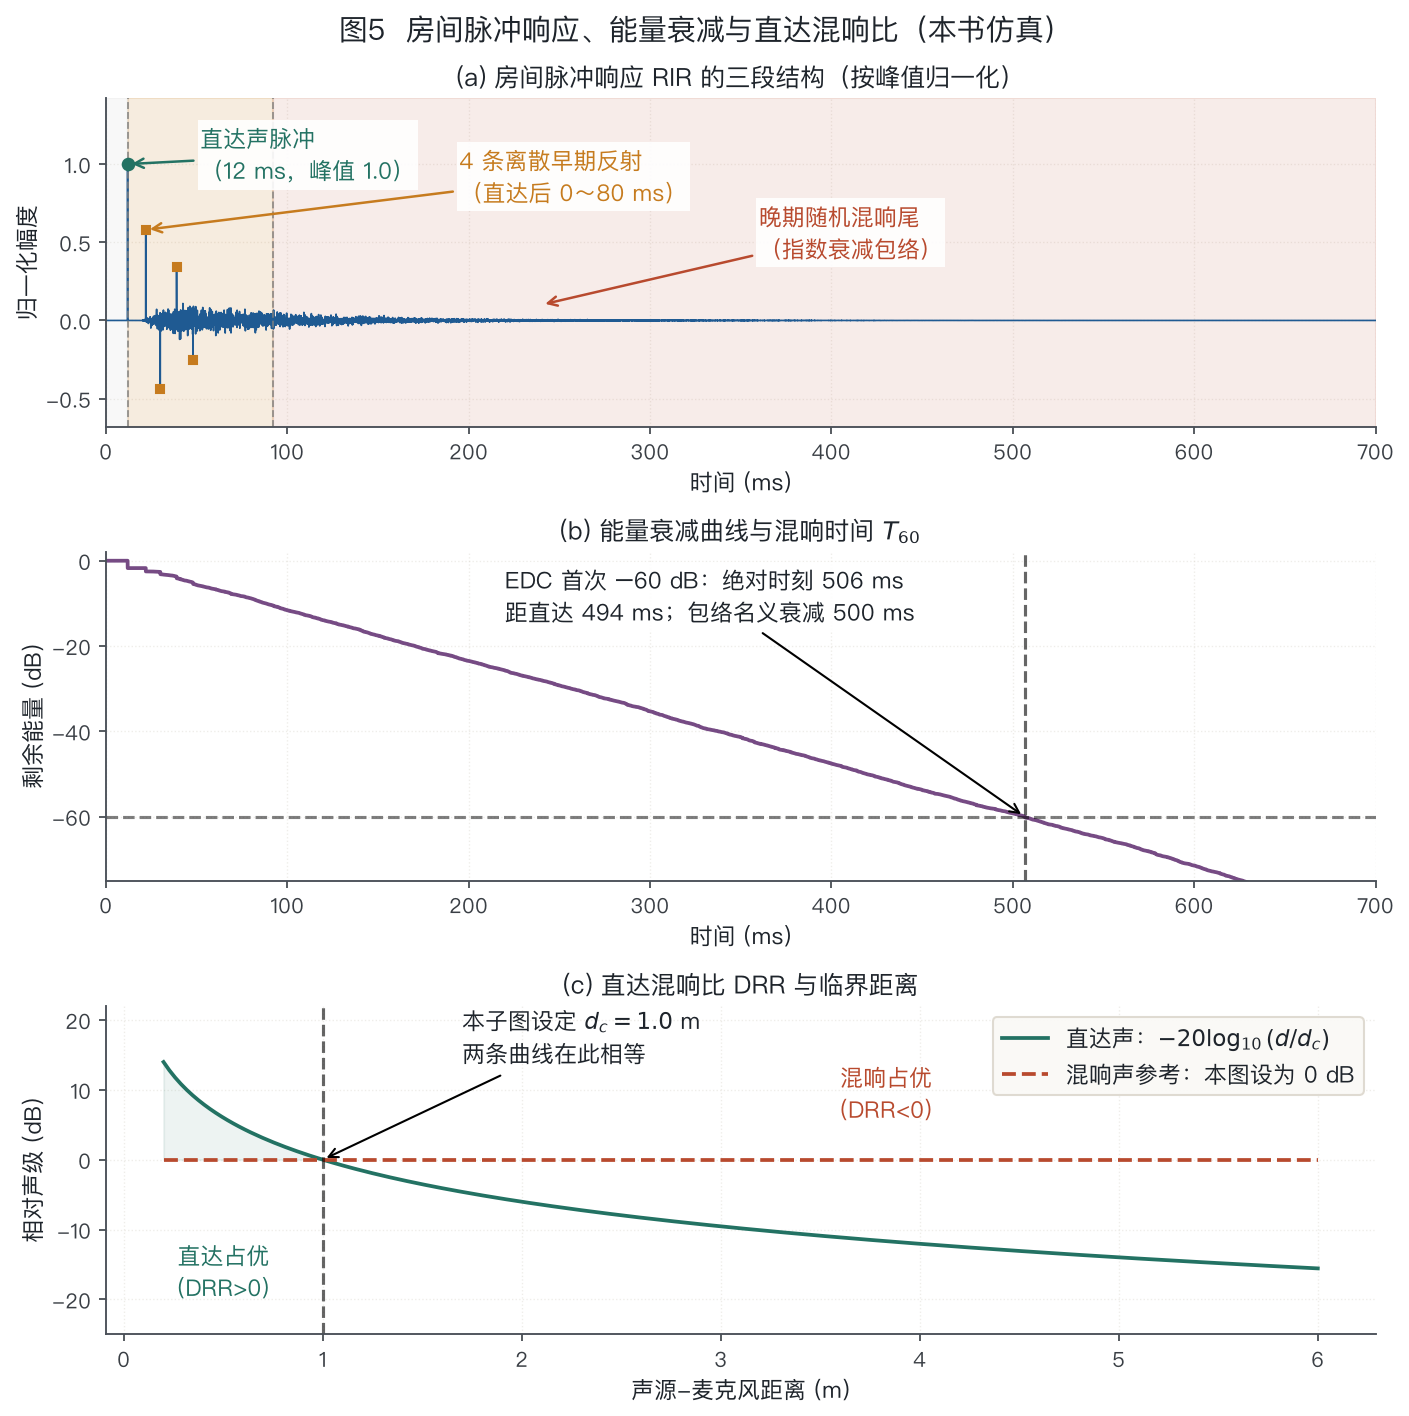 图5 房间脉冲响应、能量衰减与直达混响比（本书仿真）
(a) 房间脉冲响应 RIR 的三段结构（按峰值归一化）
直达声脉冲
（12 ms，峰值 1.0）
4 条离散早期反射
（直达后 0～80 ms）
晚期随机混响尾
（指数衰减包络）
归一化幅度
1.0
0.5
0.0
−0.5
0 100 200 300 400 500 600 700
时间 (ms)
(b) 能量衰减曲线与混响时间 T₆₀
EDC 首次 −60 dB：绝对时刻 506 ms
距直达 494 ms；包络名义衰减 500 ms
剩余能量 (dB)
0
−20
−40
−60
0 100 200 300 400 500 600 700
时间 (ms)
(c) 直达混响比 DRR 与临界距离
本子图设定 d_c = 1.0 m
两条曲线在此相等
混响占优
(DRR<0)
直达声：−20log₁₀(d/d_c)
混响声参考：本图设为 0 dB
直达占优
(DRR>0)
相对声级 (dB)
20
10
0
−10
−20
0 1 2 3 4 5 6
声源–麦克风距离 (m)